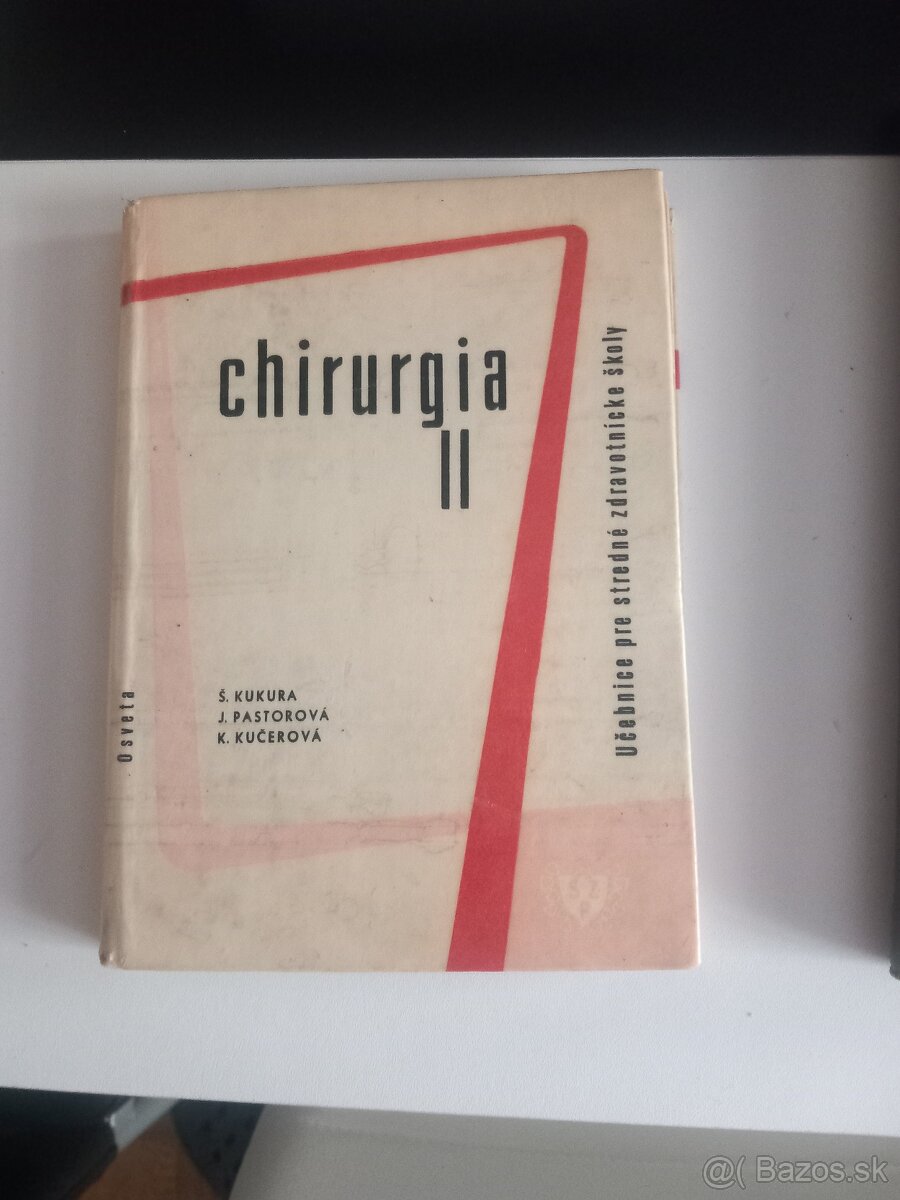 chirurgia
II
Učebnice pre stredné zdravotnícke školy
Š. KUKURA
J. PASTOROVÁ
K. KUČEROVÁ
Osveta
@( Bazos.sk